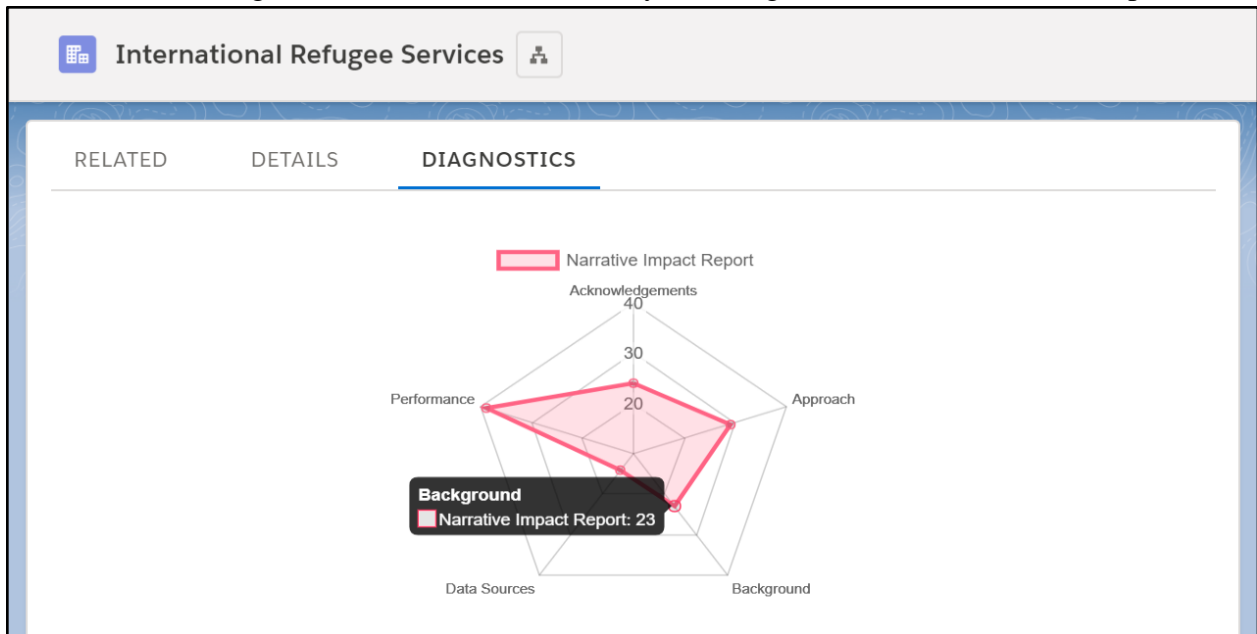 International Refugee Services
RELATED DETAILS DIAGNOSTICS
Narrative Impact Report
Acknowledgements
40
30
Performance
20
Approach
Background
Narrative Impact Report: 23
Data Sources
Background